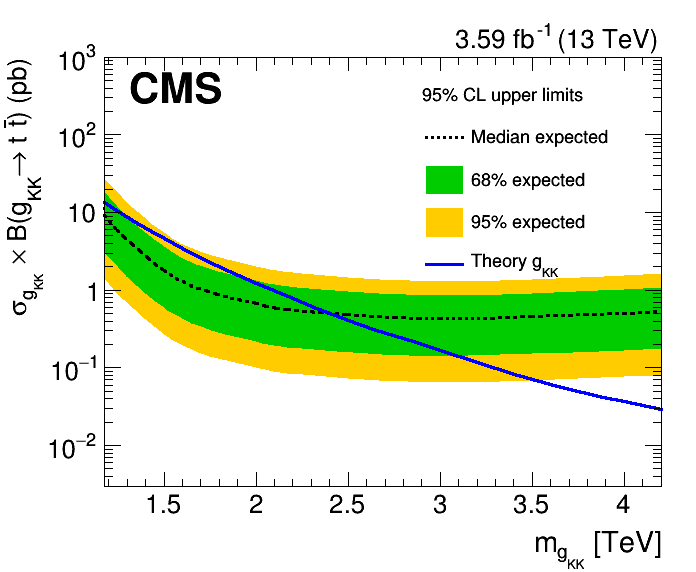 3.59 fb⁻¹ (13 TeV)
CMS
95% CL upper limits
Median expected
68% expected
95% expected
Theory g_KK
σ_g_KK × B(g_KK → t t̄) (pb)
10³
10²
10
1
10⁻¹
10⁻²
1.5 2 2.5 3 3.5 4
m_g_KK [TeV]